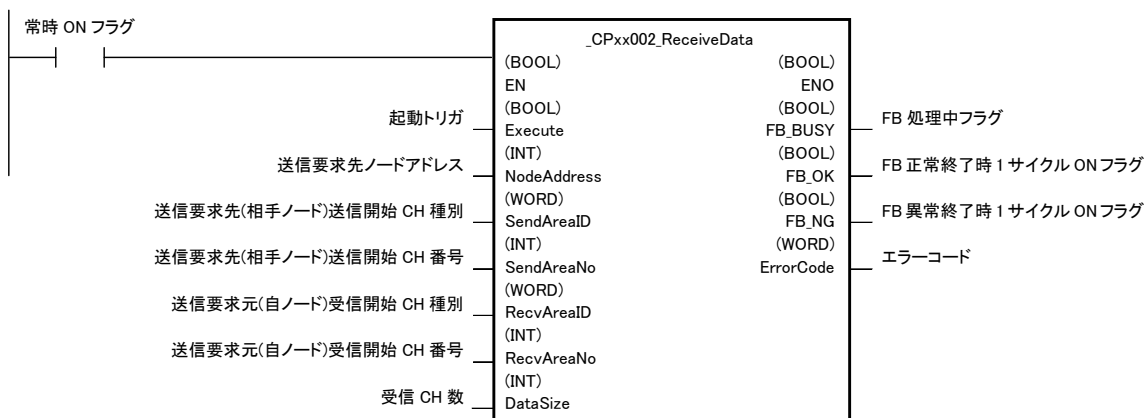 常時 ON フラグ
_CPxx002_ReceiveData
(BOOL) (BOOL)
EN ENO
(BOOL) (BOOL)
起動トリガ Execute FB_BUSY FB 処理中フラグ
(INT) (BOOL)
送信要求先ノードアドレス NodeAddress FB_OK FB 正常終了時 1 サイクル ON フラグ
(WORD) (BOOL)
送信要求先(相手ノード)送信開始 CH 種別 SendAreaID FB_NG FB 異常終了時 1 サイクル ON フラグ
(INT) (WORD)
送信要求先(相手ノード)送信開始 CH 番号 SendAreaNo ErrorCode エラーコード
(WORD)
送信要求元(自ノード)受信開始 CH 種別 RecvAreaID
(INT)
送信要求元(自ノード)受信開始 CH 番号 RecvAreaNo
(INT)
受信 CH 数 DataSize